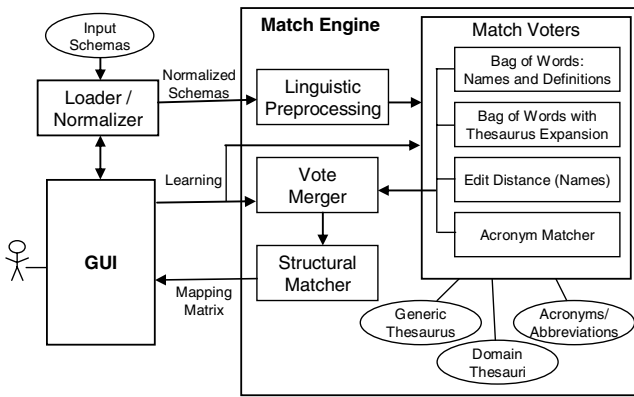 Input
Schemas
Match Engine
Match Voters
Loader /
Normalizer
Normalized
Schemas
Linguistic
Preprocessing
Bag of Words:
Names and Definitions
Bag of Words with
Thesaurus Expansion
Edit Distance (Names)
Acronym Matcher
Learning
Vote
Merger
GUI
Structural
Matcher
Mapping
Matrix
Generic
Thesaurus
Domain
Thesauri
Acronyms/
Abbreviations